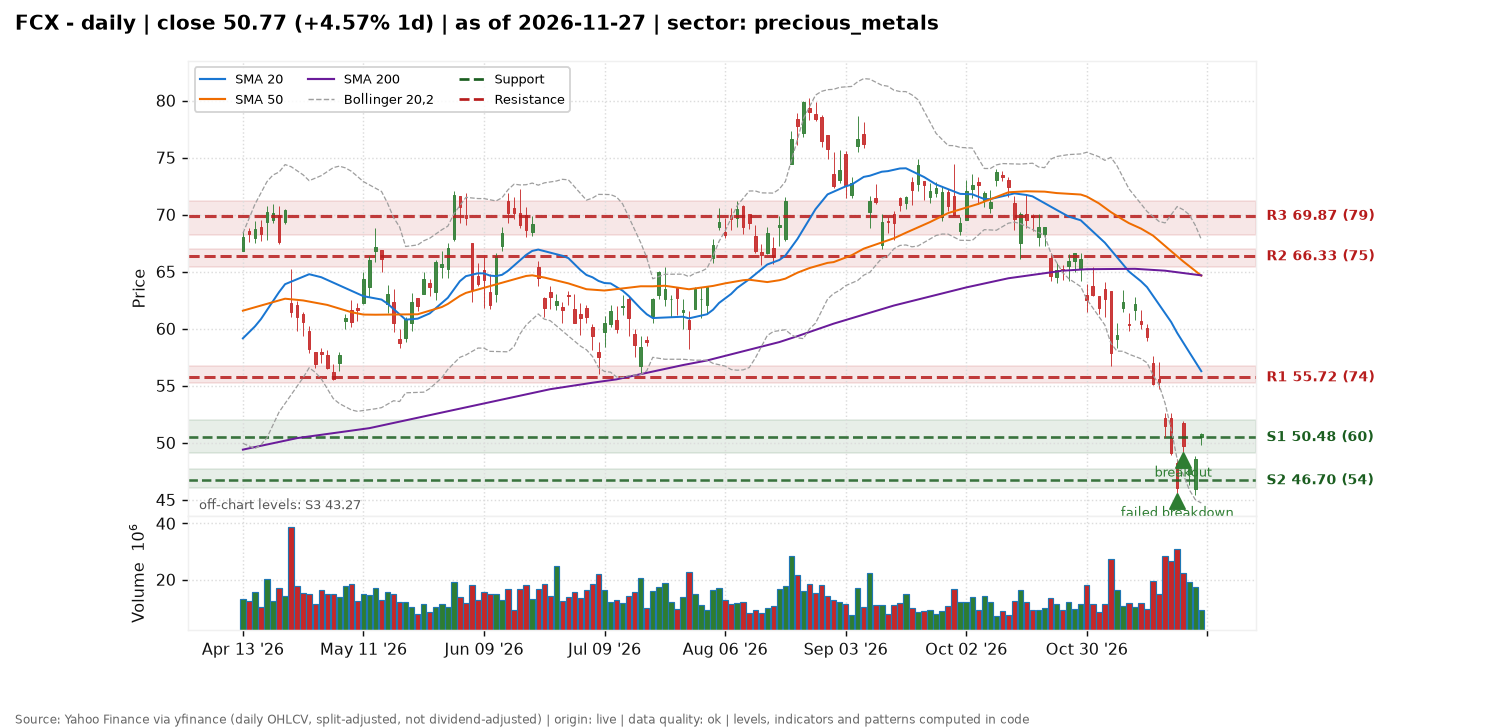 FCX - daily | close 50.77 (+4.57% 1d) | as of 2026-11-27 | sector: precious_metals
SMA 20
SMA 50
SMA 200
Bollinger 20,2
Support
Resistance
Price
80
75
70
65
60
55
50
45
R3 69.87 (79)
R2 66.33 (75)
R1 55.72 (74)
S1 50.48 (60)
S2 46.70 (54)
breakout
failed breakdown
off-chart levels: S3 43.27
Volume 10^6
40
20
Apr 13 '26
May 11 '26
Jun 09 '26
Jul 09 '26
Aug 06 '26
Sep 03 '26
Oct 02 '26
Oct 30 '26
Source: Yahoo Finance via yfinance (daily OHLCV, split-adjusted, not dividend-adjusted) | origin: live | data quality: ok | levels, indicators and patterns computed in code